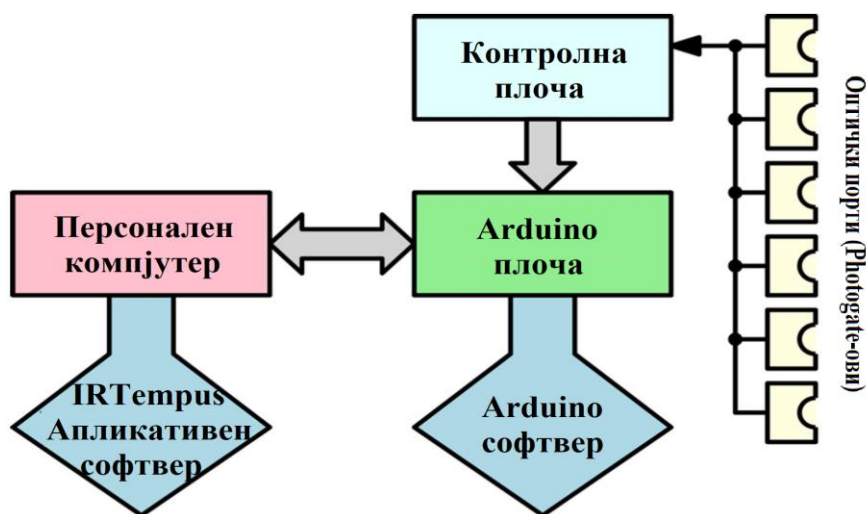 Контролна
плоча
Персонален
компјутер
Arduino
плоча
IRTempus
Апликативен
софтвер
Arduino
софтвер
Оптички порти (Photogate-ови)